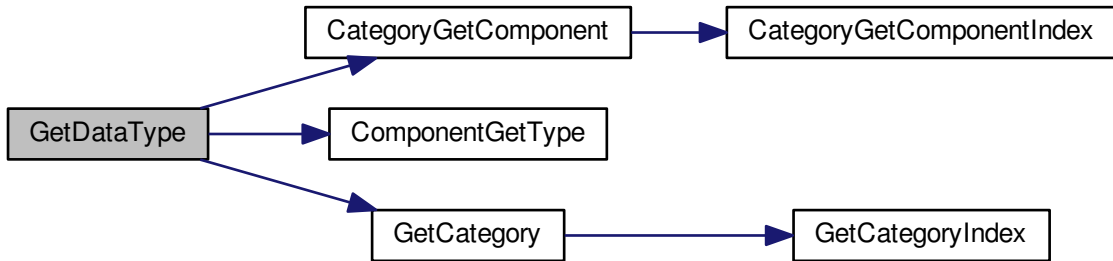 CategoryGetComponent
CategoryGetComponentIndex
GetDataType
ComponentGetType
GetCategory
GetCategoryIndex